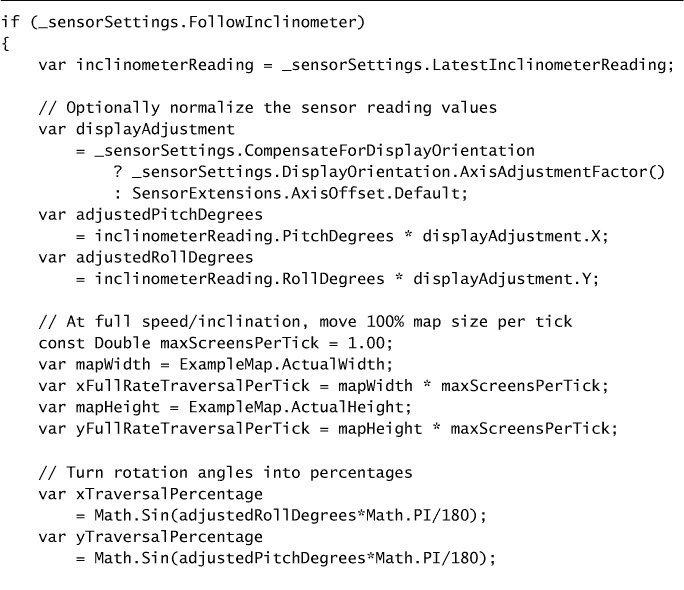 if (_sensorSettings.FollowInclinometer)
{
    var inclinometerReading = _sensorSettings.LatestInclinometerReading;

    // Optionally normalize the sensor reading values
    var displayAdjustment
        = _sensorSettings.CompensateForDisplayOrientation
            ? _sensorSettings.DisplayOrientation.AxisAdjustmentFactor()
            : SensorExtensions.AxisOffset.Default;
    var adjustedPitchDegrees
        = inclinometerReading.PitchDegrees * displayAdjustment.X;
    var adjustedRollDegrees
        = inclinometerReading.RollDegrees * displayAdjustment.Y;

    // At full speed/inclination, move 100% map size per tick
    const Double maxScreensPerTick = 1.00;
    var mapWidth = ExampleMap.ActualWidth;
    var xFullRateTraversalPerTick = mapWidth * maxScreensPerTick;
    var mapHeight = ExampleMap.ActualHeight;
    var yFullRateTraversalPerTick = mapHeight * maxScreensPerTick;

    // Turn rotation angles into percentages
    var xTraversalPercentage
        = Math.Sin(adjustedRollDegrees*Math.PI/180);
    var yTraversalPercentage
        = Math.Sin(adjustedPitchDegrees*Math.PI/180);